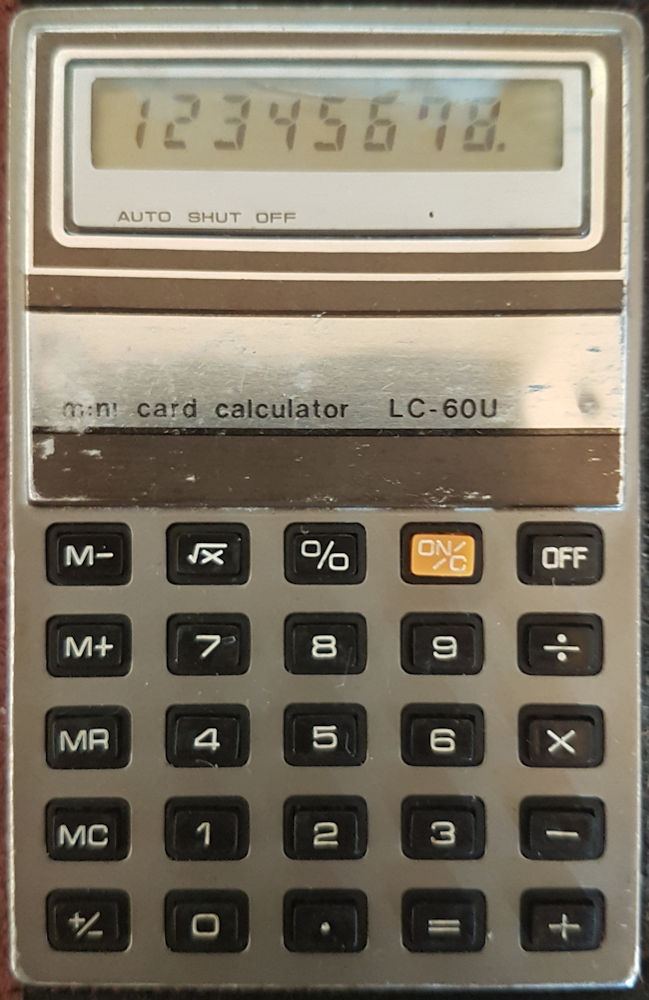 12345678.
AUTO SHUT OFF
mini card calculator LC-60U
M- √x % ON/C OFF
M+ 7 8 9 ÷
MR 4 5 6 ×
MC 1 2 3 -
+/- 0 . = +